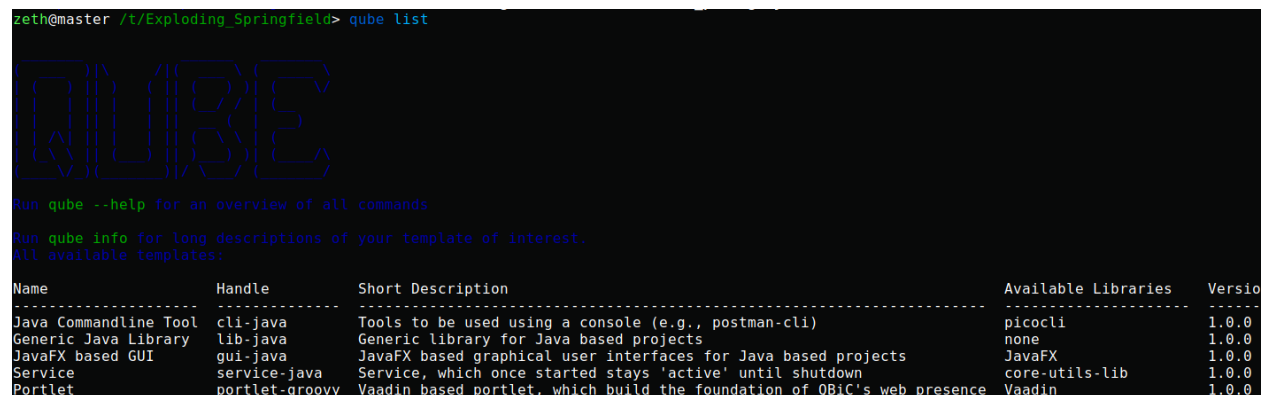 zeth@master /t/Exploding_Springfield> qube list
QUBE
Run qube --help for an overview of all commands
Run qube info for long descriptions of your template of interest.
All available templates:
Name Handle Short Description Available Libraries Versio
Java Commandline Tool cli-java Tools to be used using a console (e.g., postman-cli) picocli 1.0.0
Generic Java Library lib-java Generic library for Java based projects none 1.0.0
JavaFX based GUI gui-java JavaFX based graphical user interfaces for Java based projects JavaFX 1.0.0
Service service-java Service, which once started stays 'active' until shutdown core-utils-lib 1.0.0
Portlet portlet-groovy Vaadin based portlet, which build the foundation of QBiC's web presence Vaadin 1.0.0